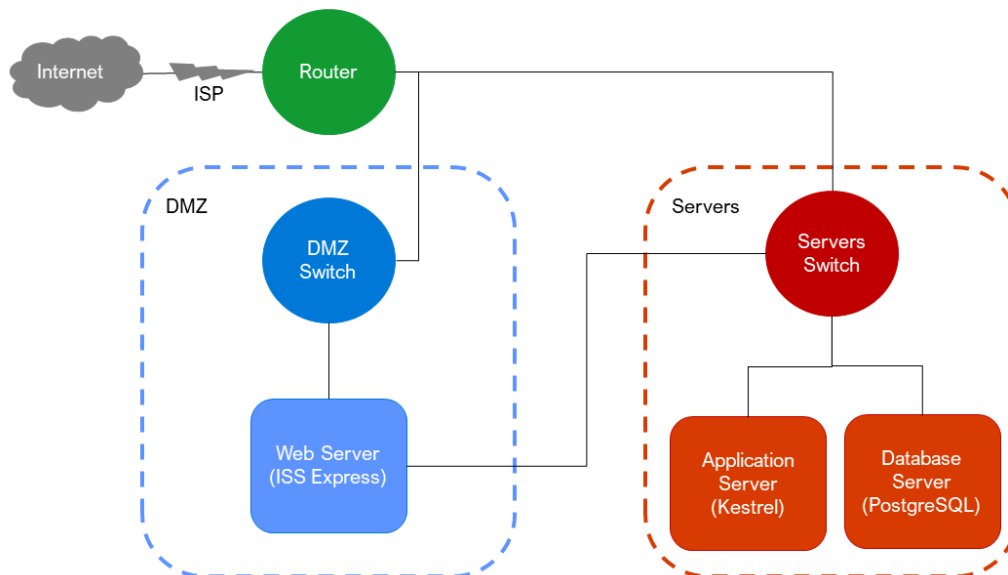 Internet
ISP
Router
DMZ
DMZ
Switch
Web Server
(ISS Express)
Servers
Servers
Switch
Application
Server
(Kestrel)
Database
Server
(PostgreSQL)